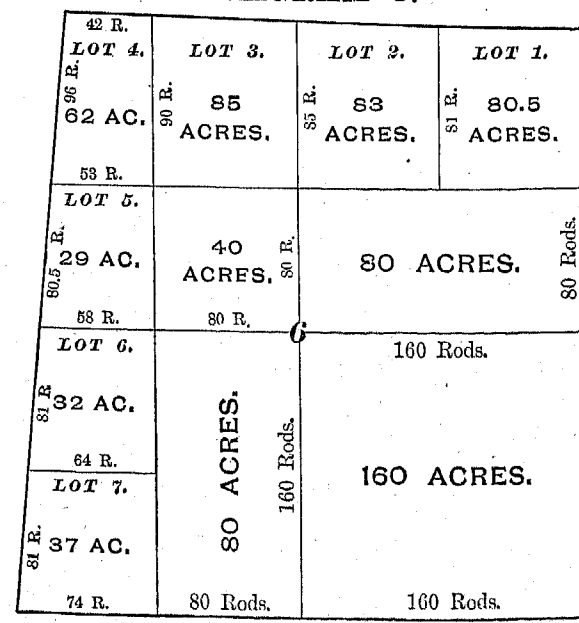 42 R.
LOT 4.
96 R.
62 AC.
53 R.
LOT 3.
90 R.
85
ACRES.
LOT 2.
85 R.
83
ACRES.
LOT 1.
81 R.
80.5
ACRES.
LOT 5.
80.5 R.
29 AC.
58 R.
40
ACRES.
80 R.
80 R.
80 ACRES.
80 Rods.
6
160 Rods.
LOT 6.
81 R.
32 AC.
64 R.
LOT 7.
81 R.
37 AC.
74 R.
80 ACRES.
160 Rods.
80 Rods.
160 ACRES.
160 Rods.